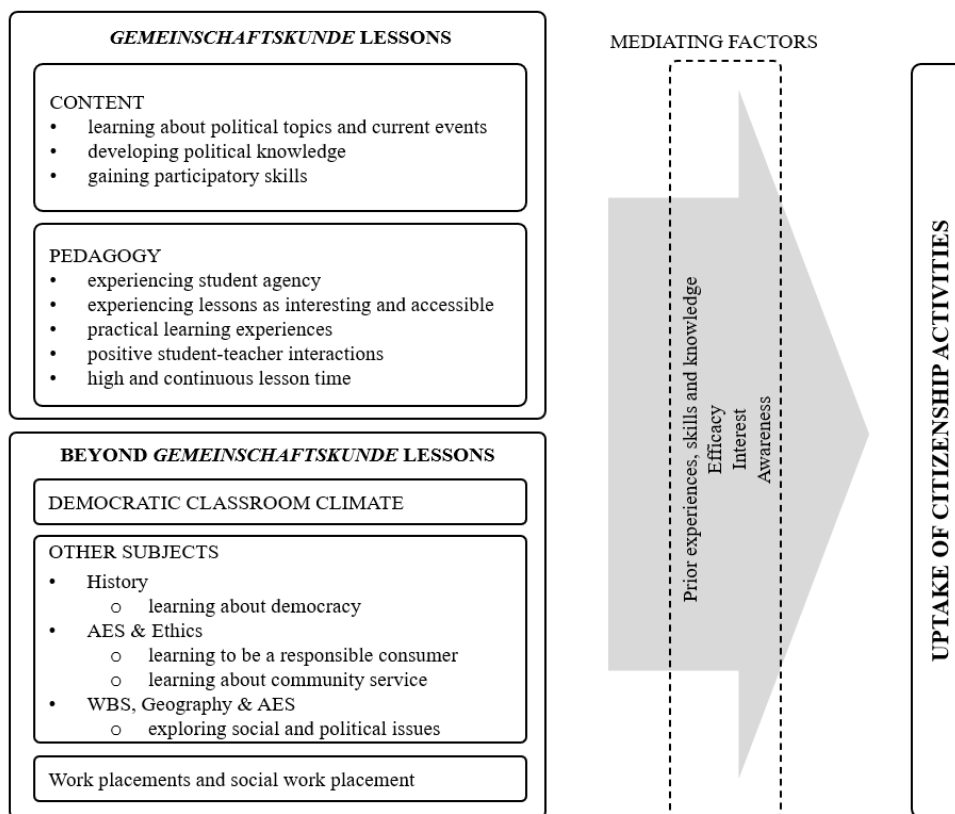 GEMEINSCHAFTSKUNDE LESSONS
CONTENT
• learning about political topics and current events
• developing political knowledge
• gaining participatory skills
PEDAGOGY
• experiencing student agency
• experiencing lessons as interesting and accessible
• practical learning experiences
• positive student-teacher interactions
• high and continuous lesson time
BEYOND GEMEINSCHAFTSKUNDE LESSONS
DEMOCRATIC CLASSROOM CLIMATE
OTHER SUBJECTS
• History
o learning about democracy
• AES & Ethics
o learning to be a responsible consumer
o learning about community service
• WBS, Geography & AES
o exploring social and political issues
Work placements and social work placement
MEDIATING FACTORS
Prior experiences, skills and knowledge
Efficacy
Interest
Awareness
UPTAKE OF CITIZENSHIP ACTIVITIES